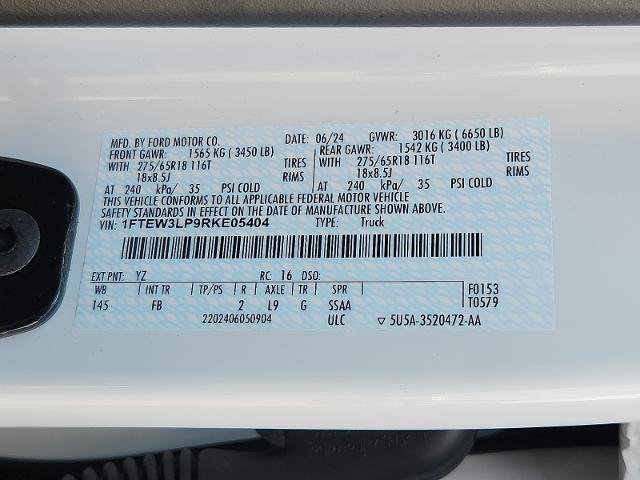 MFD. BY FORD MOTOR CO. DATE: 06/24 GVWR: 3016 KG ( 6650 LB)
FRONT GAWR: 1565 KG ( 3450 LB) REAR GAWR: 1542 KG ( 3400 LB)
WITH 275/65R18 116T TIRES WITH 275/65R18 116T TIRES
18x8.5J RIMS 18x8.5J RIMS
AT 240 kPa/ 35 PSI COLD AT 240 kPa/ 35 PSI COLD
THIS VEHICLE CONFORMS TO ALL APPLICABLE FEDERAL MOTOR VEHICLE
SAFETY AND THEFT PREVENTION STANDARDS IN EFFECT ON THE DATE OF MANUFACTURE SHOWN ABOVE.
VIN: 1FTEW3LP9RKE05404 TYPE: Truck
EXT PNT: YZ RC: 16 DSO:
WB INT TR TP/PS R AXLE TR SPR F0153
145 FB 2 L9 G SSAA T0579
2202406050904 ULC ▽ 5U5A-3520472-AA